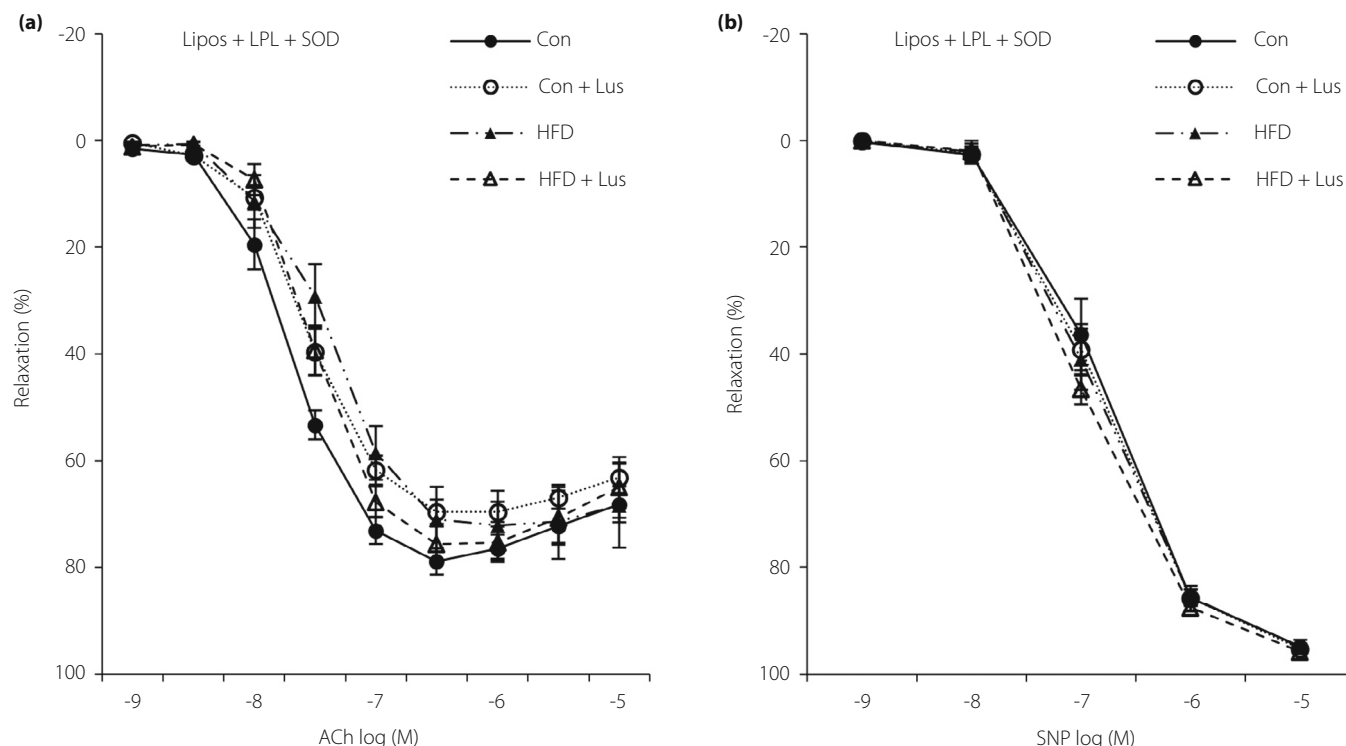 (a)
Lipos + LPL + SOD
Con
Con + Lus
HFD
HFD + Lus
-20
0
20
40
60
80
100
Relaxation (%)
-9 -8 -7 -6 -5
ACh log (M)
(b)
Lipos + LPL + SOD
Con
Con + Lus
HFD
HFD + Lus
-20
0
20
40
60
80
100
Relaxation (%)
-9 -8 -7 -6 -5
SNP log (M)